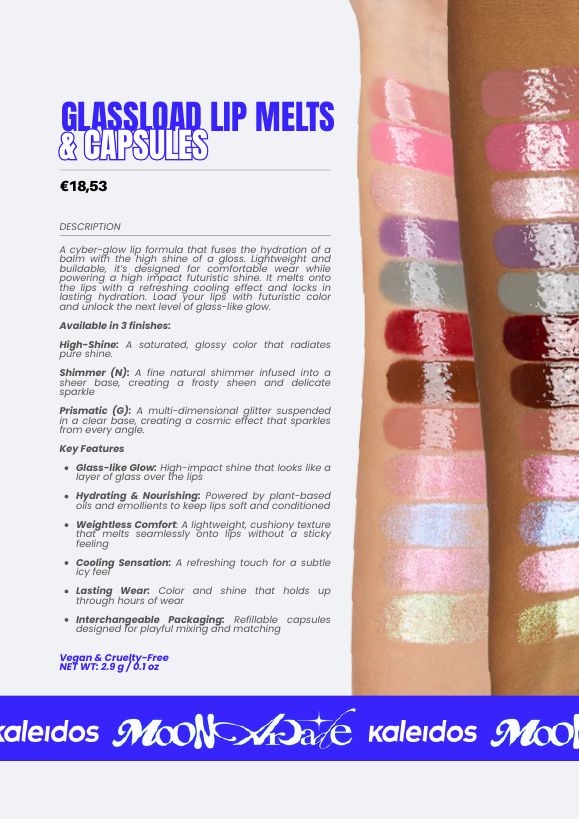 GLASSLOAD LIP MELTS
& CAPSULES
€18,53
DESCRIPTION
A cyber-glow lip formula that fuses the hydration of a
balm with the high shine of a gloss. Lightweight and
buildable, it's designed for comfortable wear while
powering a high impact futuristic shine. It melts onto
the lips with a refreshing cooling effect and locks in
lasting hydration. Load your lips with futuristic color
and unlock the next level of glass-like glow.
Available in 3 finishes:
High-Shine: A saturated, glossy color that radiates
pure shine.
Shimmer (N): A fine natural shimmer infused into a
sheer base, creating a frosty sheen and delicate
sparkle
Prismatic (G): A multi-dimensional glitter suspended
in a clear base, creating a cosmic effect that sparkles
from every angle.
Key Features
• Glass-like Glow: High-impact shine that looks like a
layer of glass over the lips
• Hydrating & Nourishing: Powered by plant-based
oils and emollients to keep lips soft and conditioned
• Weightless Comfort: A lightweight, cushiony texture
that melts seamlessly onto lips without a sticky
feeling
• Cooling Sensation: A refreshing touch for a subtle
icy feel
• Lasting Wear: Color and shine that holds up
through hours of wear
• Interchangeable Packaging: Refillable capsules
designed for playful mixing and matching
Vegan & Cruelty-Free
NET WT: 2.9 g / 0.1 oz
kaleidos MOON ArcaDe kaleidos MOON